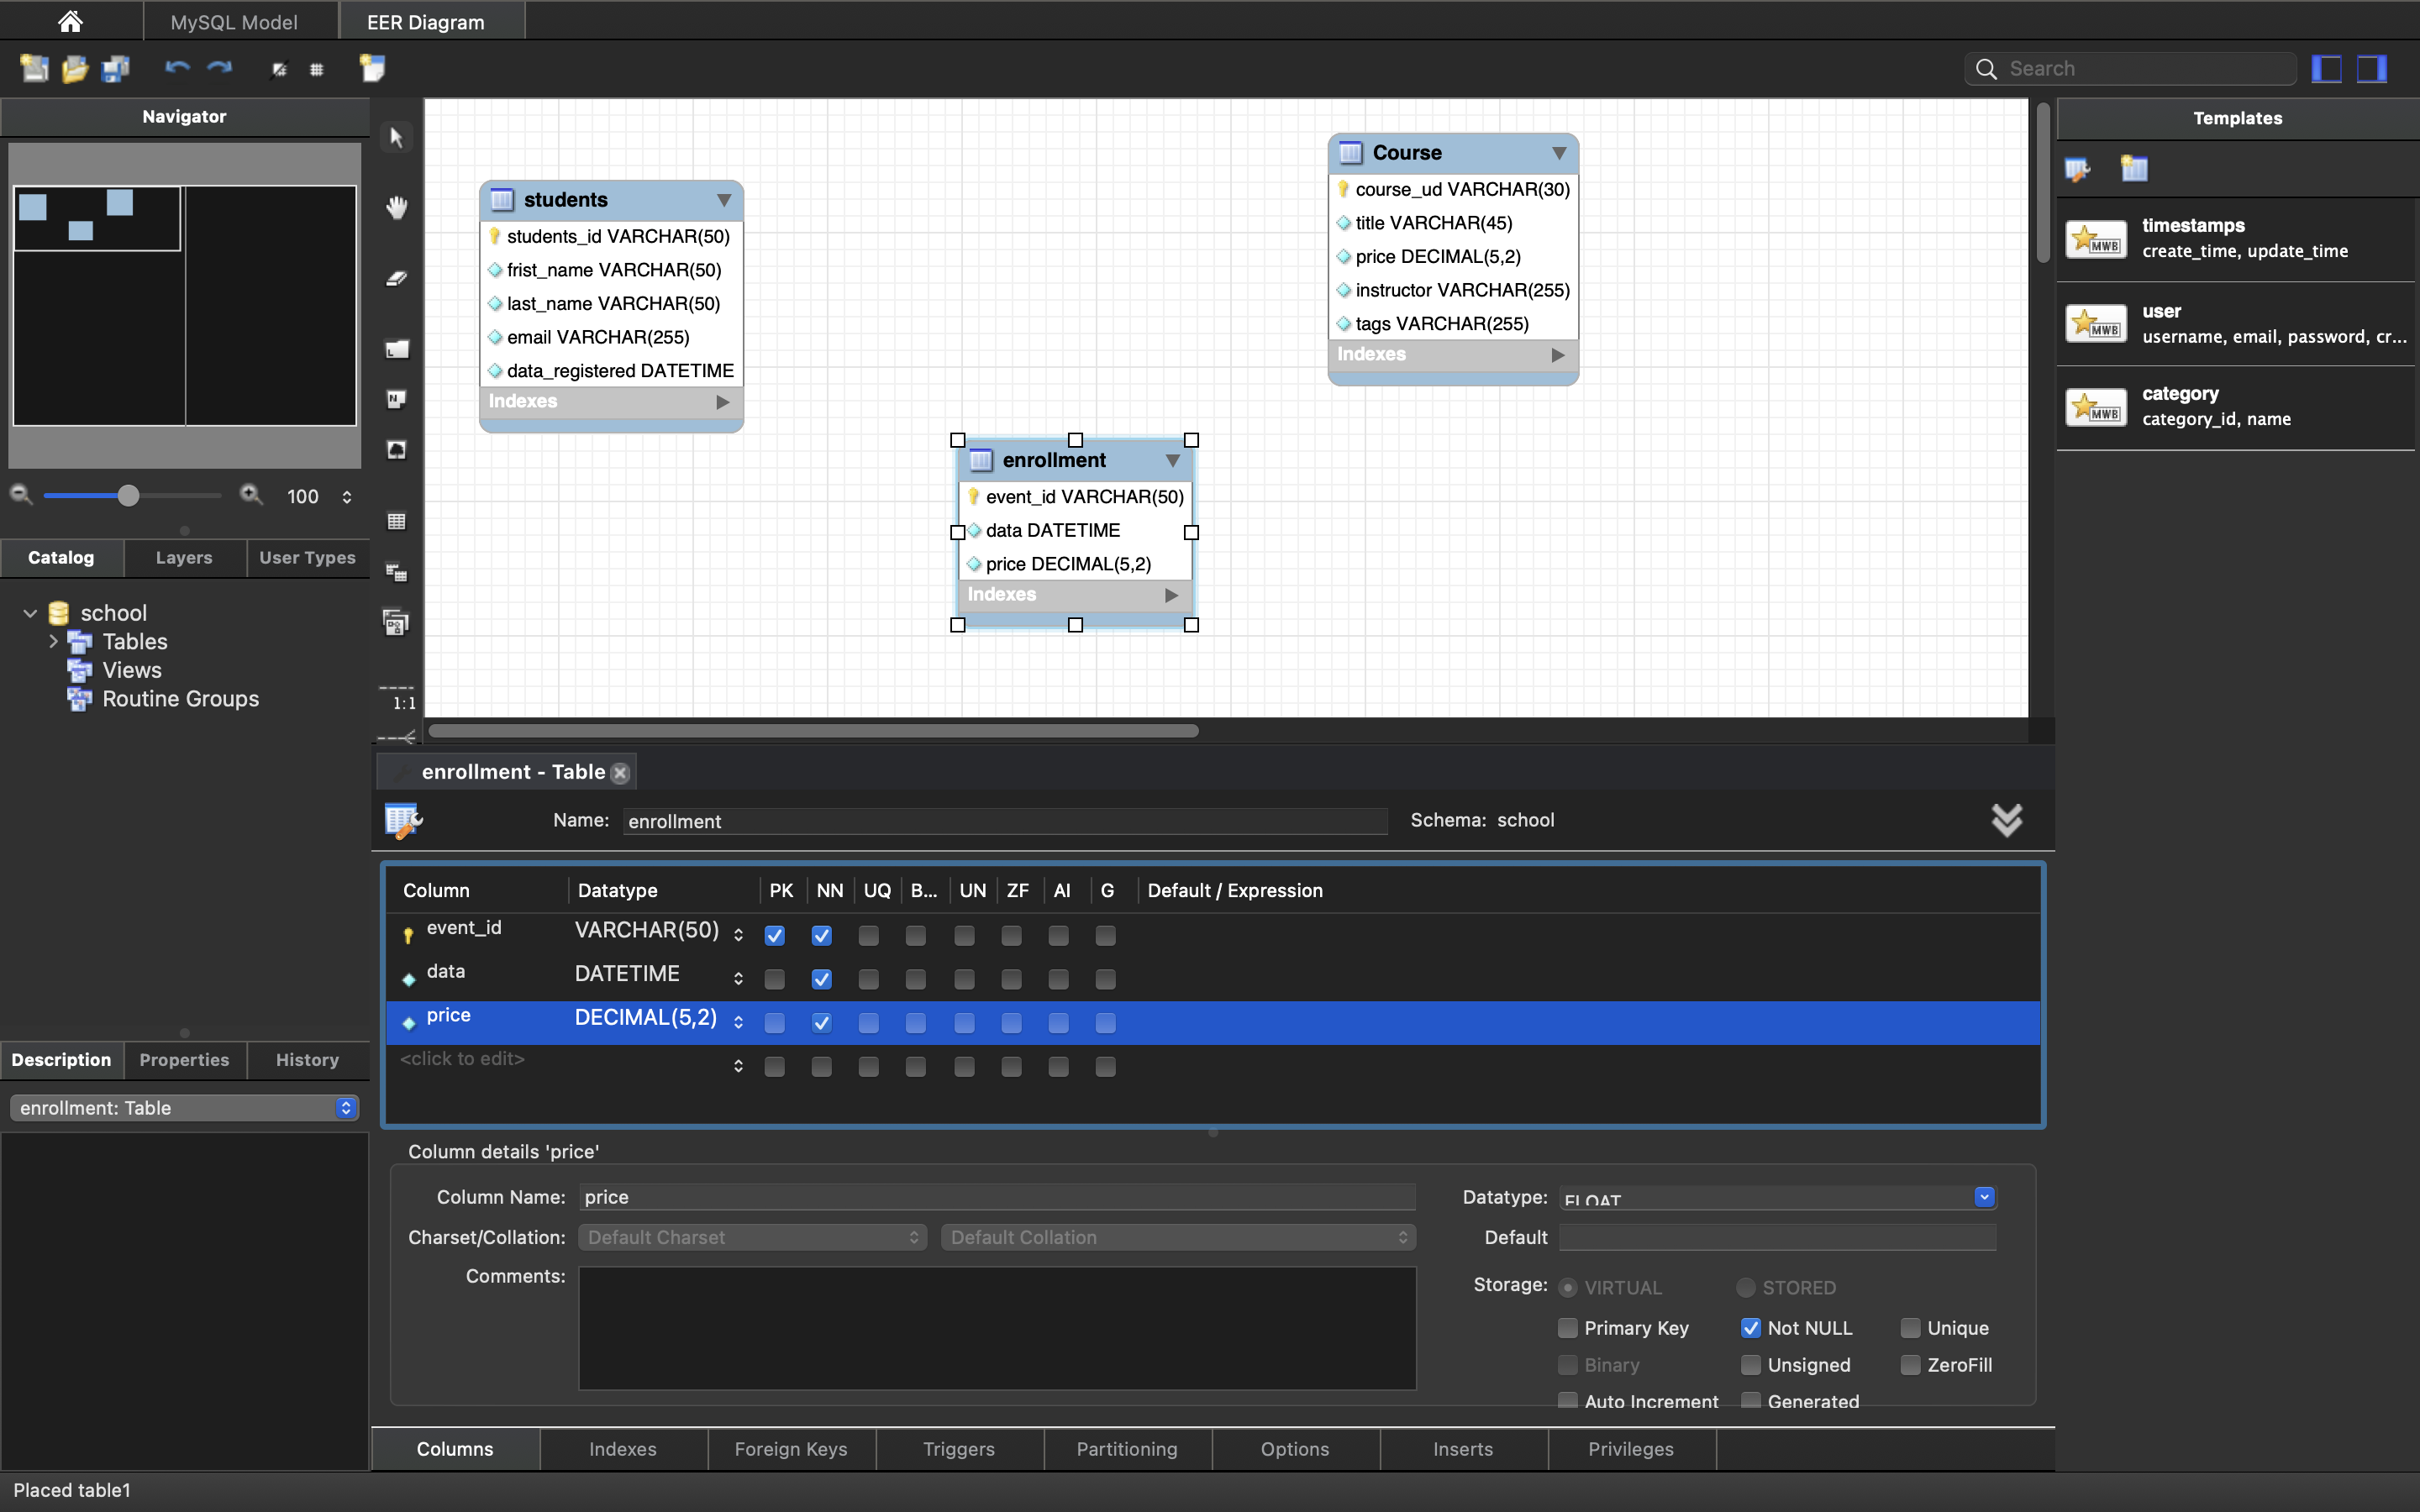 MySQL Model
EER Diagram
Search
Navigator
100
Catalog
Layers
User Types
school
Tables
Views
Routine Groups
Description
Properties
History
enrollment: Table
Placed table1
L
N
1:1
students
students_id VARCHAR(50)
frist_name VARCHAR(50)
last_name VARCHAR(50)
email VARCHAR(255)
data_registered DATETIME
Indexes
Course
course_ud VARCHAR(30)
title VARCHAR(45)
price DECIMAL(5,2)
instructor VARCHAR(255)
tags VARCHAR(255)
Indexes
enrollment
event_id VARCHAR(50)
data DATETIME
price DECIMAL(5,2)
Indexes
Templates
MWB
timestamps
create_time, update_time
MWB
user
username, email, password, cr...
MWB
category
category_id, name
enrollment - Table
Name: enrollment
Schema: school
Column Datatype PK NN UQ B... UN ZF AI G Default / Expression
event_id VARCHAR(50)
data DATETIME
price DECIMAL(5,2)
<click to edit>
Column details 'price'
Column Name: price
Charset/Collation: Default Charset Default Collation
Comments:
Datatype: FLOAT
Default
Storage: VIRTUAL STORED
Primary Key Not NULL Unique
Binary Unsigned ZeroFill
Auto Increment Generated
Columns
Indexes
Foreign Keys
Triggers
Partitioning
Options
Inserts
Privileges